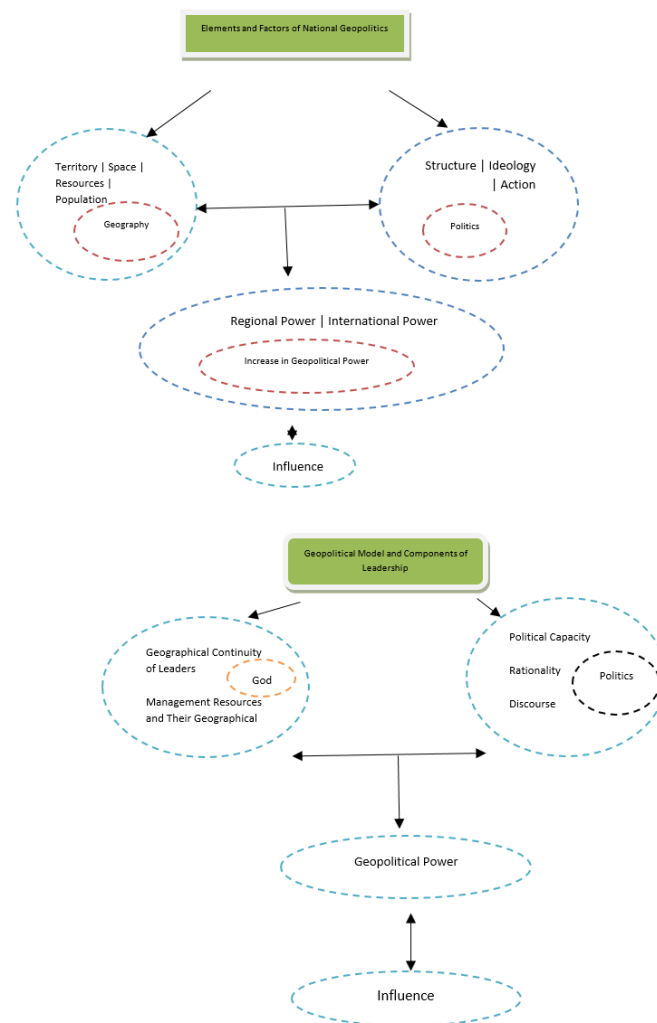 Elements and Factors of National Geopolitics
Territory | Space |
Resources |
Population
Geography
Structure | Ideology
| Action
Politics
Regional Power | International Power
Increase in Geopolitical Power
Influence
Geopolitical Model and Components of
Leadership
Geographical Continuity
of Leaders
God
Management Resources
and Their Geographical
Political Capacity
Rationality
Discourse
Politics
Geopolitical Power
Influence